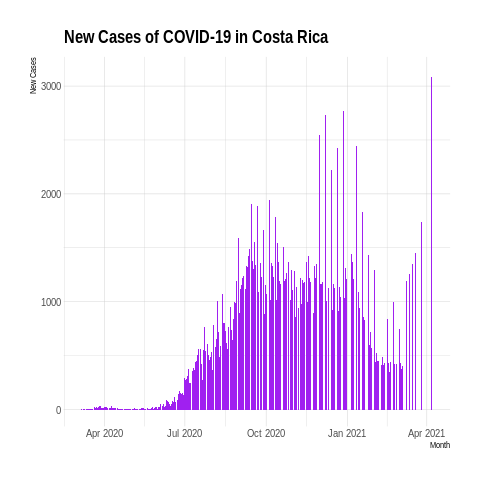 New Cases of COVID-19 in Costa Rica
New Cases
3000
2000
1000
0
Apr 2020 Jul 2020 Oct 2020 Jan 2021 Apr 2021
Month